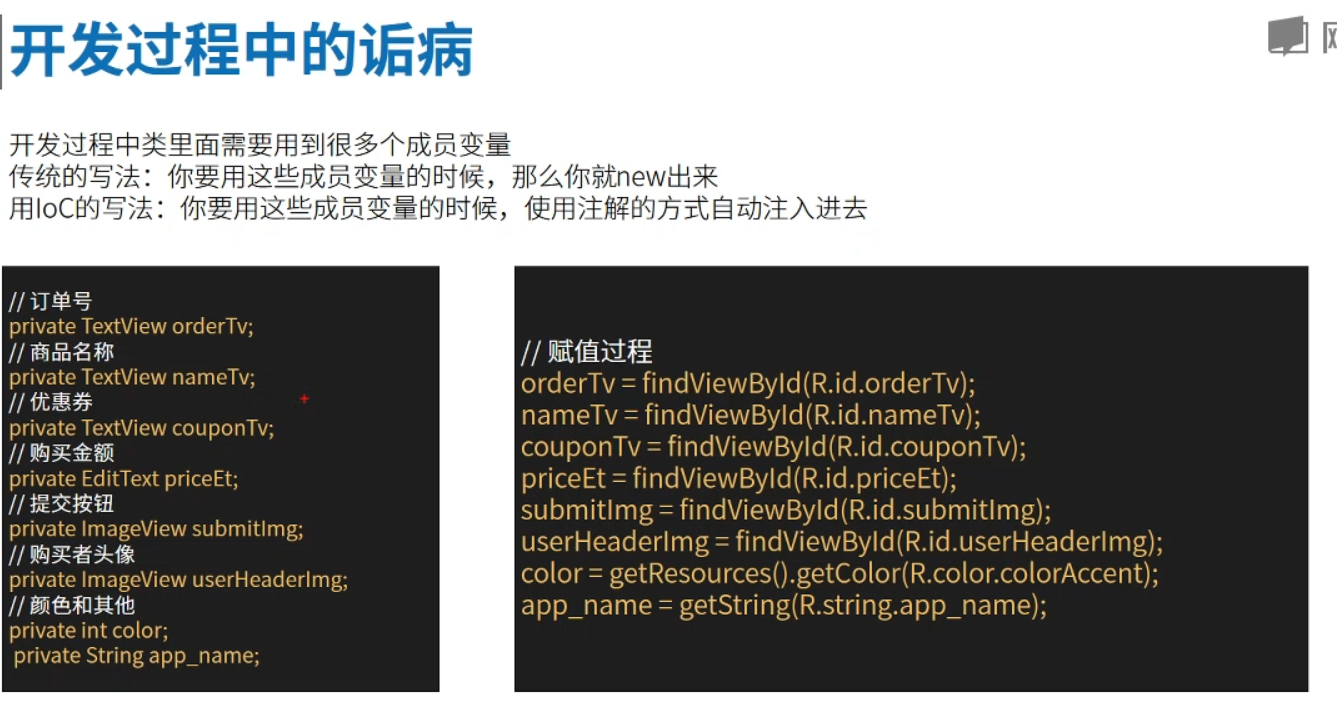 开发过程中的诟病
开发过程中类里面需要用到很多个成员变量
传统的写法：你要用这些成员变量的时候，那么你就new出来
用IoC的写法：你要用这些成员变量的时候，使用注解的方式自动注入进去
// 订单号
private TextView orderTv;
// 商品名称
private TextView nameTv;
// 优惠券
private TextView couponTv;
// 购买金额
private EditText priceEt;
// 提交按钮
private ImageView submitImg;
// 购买者头像
private ImageView userHeaderImg;
// 颜色和其他
private int color;
private String app_name;
// 赋值过程
orderTv = findViewById(R.id.orderTv);
nameTv = findViewById(R.id.nameTv);
couponTv = findViewById(R.id.couponTv);
priceEt = findViewById(R.id.priceEt);
submitImg = findViewById(R.id.submitImg);
userHeaderImg = findViewById(R.id.userHeaderImg);
color = getResources().getColor(R.color.colorAccent);
app_name = getString(R.string.app_name);